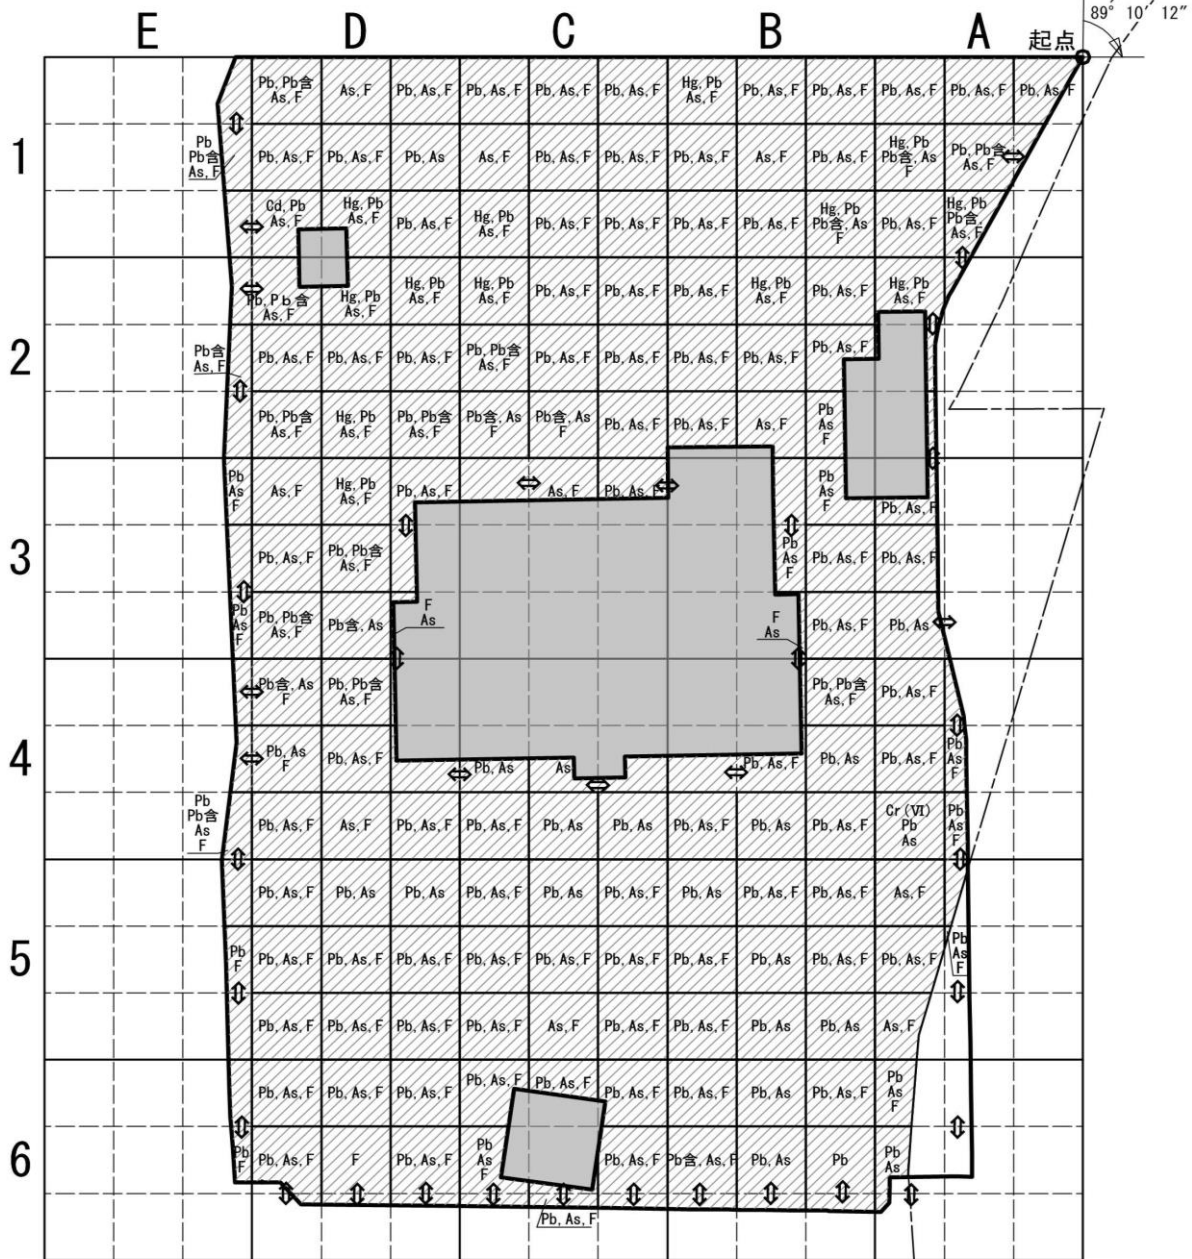 E D C B A
起点
89° 10′ 12″
Pb, Pb含
As, F
As, F
Pb, As, F
Pb, As, F
Pb, As, F
Pb, As, F
Hg, Pb
As, F
Pb, As, F
Pb, As, F
Pb, As, F
Pb, As, F
Pb, As, F
1
Pb
Pb含
As, F
Pb, As, F
Pb, As, F
Pb, As
As, F
Pb, As, F
Pb, As, F
Pb, As, F
As, F
Pb, As, F
Hg, Pb
Pb含, As
F
Pb, Pb含
As, F
Cd, Pb
As, F
Hg, Pb
As, F
Pb, As, F
Hg, Pb
As, F
Pb, As, F
Pb, As, F
Pb, As, F
Pb, As, F
Hg, Pb
Pb含, As
F
Pb, As, F
Hg, Pb
Pb含,
As, F
Pb, Pb含
As, F
Hg, Pb
As, F
Hg, Pb
As, F
Hg, Pb
As, F
Pb, As, F
Pb, As, F
Pb, As, F
Hg, Pb
As, F
Pb, As, F
Hg, Pb
As, F
2
Pb含
As, F
Pb, As, F
Pb, As, F
Pb, As, F
Pb, Pb含
As, F
Pb, As, F
Pb, As, F
Pb, As, F
Pb, As, F
Pb, As, F
Pb, Pb含
As, F
Hg, Pb
As, F
Pb, Pb含
As, F
Pb含, As
F
Pb含, As
F
Pb, As, F
Pb, As, F
As, F
Pb
As
F
Pb
As
F
As, F
Hg, Pb
As, F
Pb, As, F
As, F
Pb, As, F
Pb
As
F
Pb, As, F
3
Pb, As, F
Pb, Pb含
As, F
Pb
As
F
Pb, As, F
Pb, As, F
Pb
As
F
Pb, Pb含
As, F
Pb含, As
F
As
F
As
Pb, As, F
Pb, As
Pb含, As
F
Pb, Pb含
As, F
Pb, Pb含
As, F
Pb, As, F
4
Pb, As
F
Pb, As, F
Pb, As
As
Pb, As, F
Pb, As
Pb, As, F
Pb,
As
F
Pb
Pb含
As
F
Pb, As, F
As, F
Pb, As, F
Pb, As, F
Pb, As
Pb, As
Pb, As, F
Pb, As
Pb, As, F
Cr(Ⅵ)
Pb
As
Pb
As
F
Pb, As, F
Pb, As
Pb, As
Pb, As
Pb, As
Pb, As, F
Pb, As
Pb, As, F
Pb, As, F
As, F
5
Pb
F
Pb, As, F
Pb, As, F
Pb, As, F
Pb, As, F
Pb, As, F
Pb, As, F
Pb, As
Pb, As
Pb, As, F
Pb, As, F
Pb
As
F
Pb, As, F
Pb, As, F
Pb, As, F
Pb, As, F
As, F
Pb, As, F
Pb, As, F
Pb, As
Pb, As
As, F
Pb, As, F
Pb, As, F
Pb, As, F
Pb, As, F
Pb, As, F
Pb, As, F
Pb, As, F
Pb, As
Pb, As, F
Pb
As
F
6
Pb
F
Pb, As, F
F
Pb, As, F
Pb
As
F
Pb, As, F
Pb含, As, F
Pb, As
Pb
Pb
As
Pb, As, F